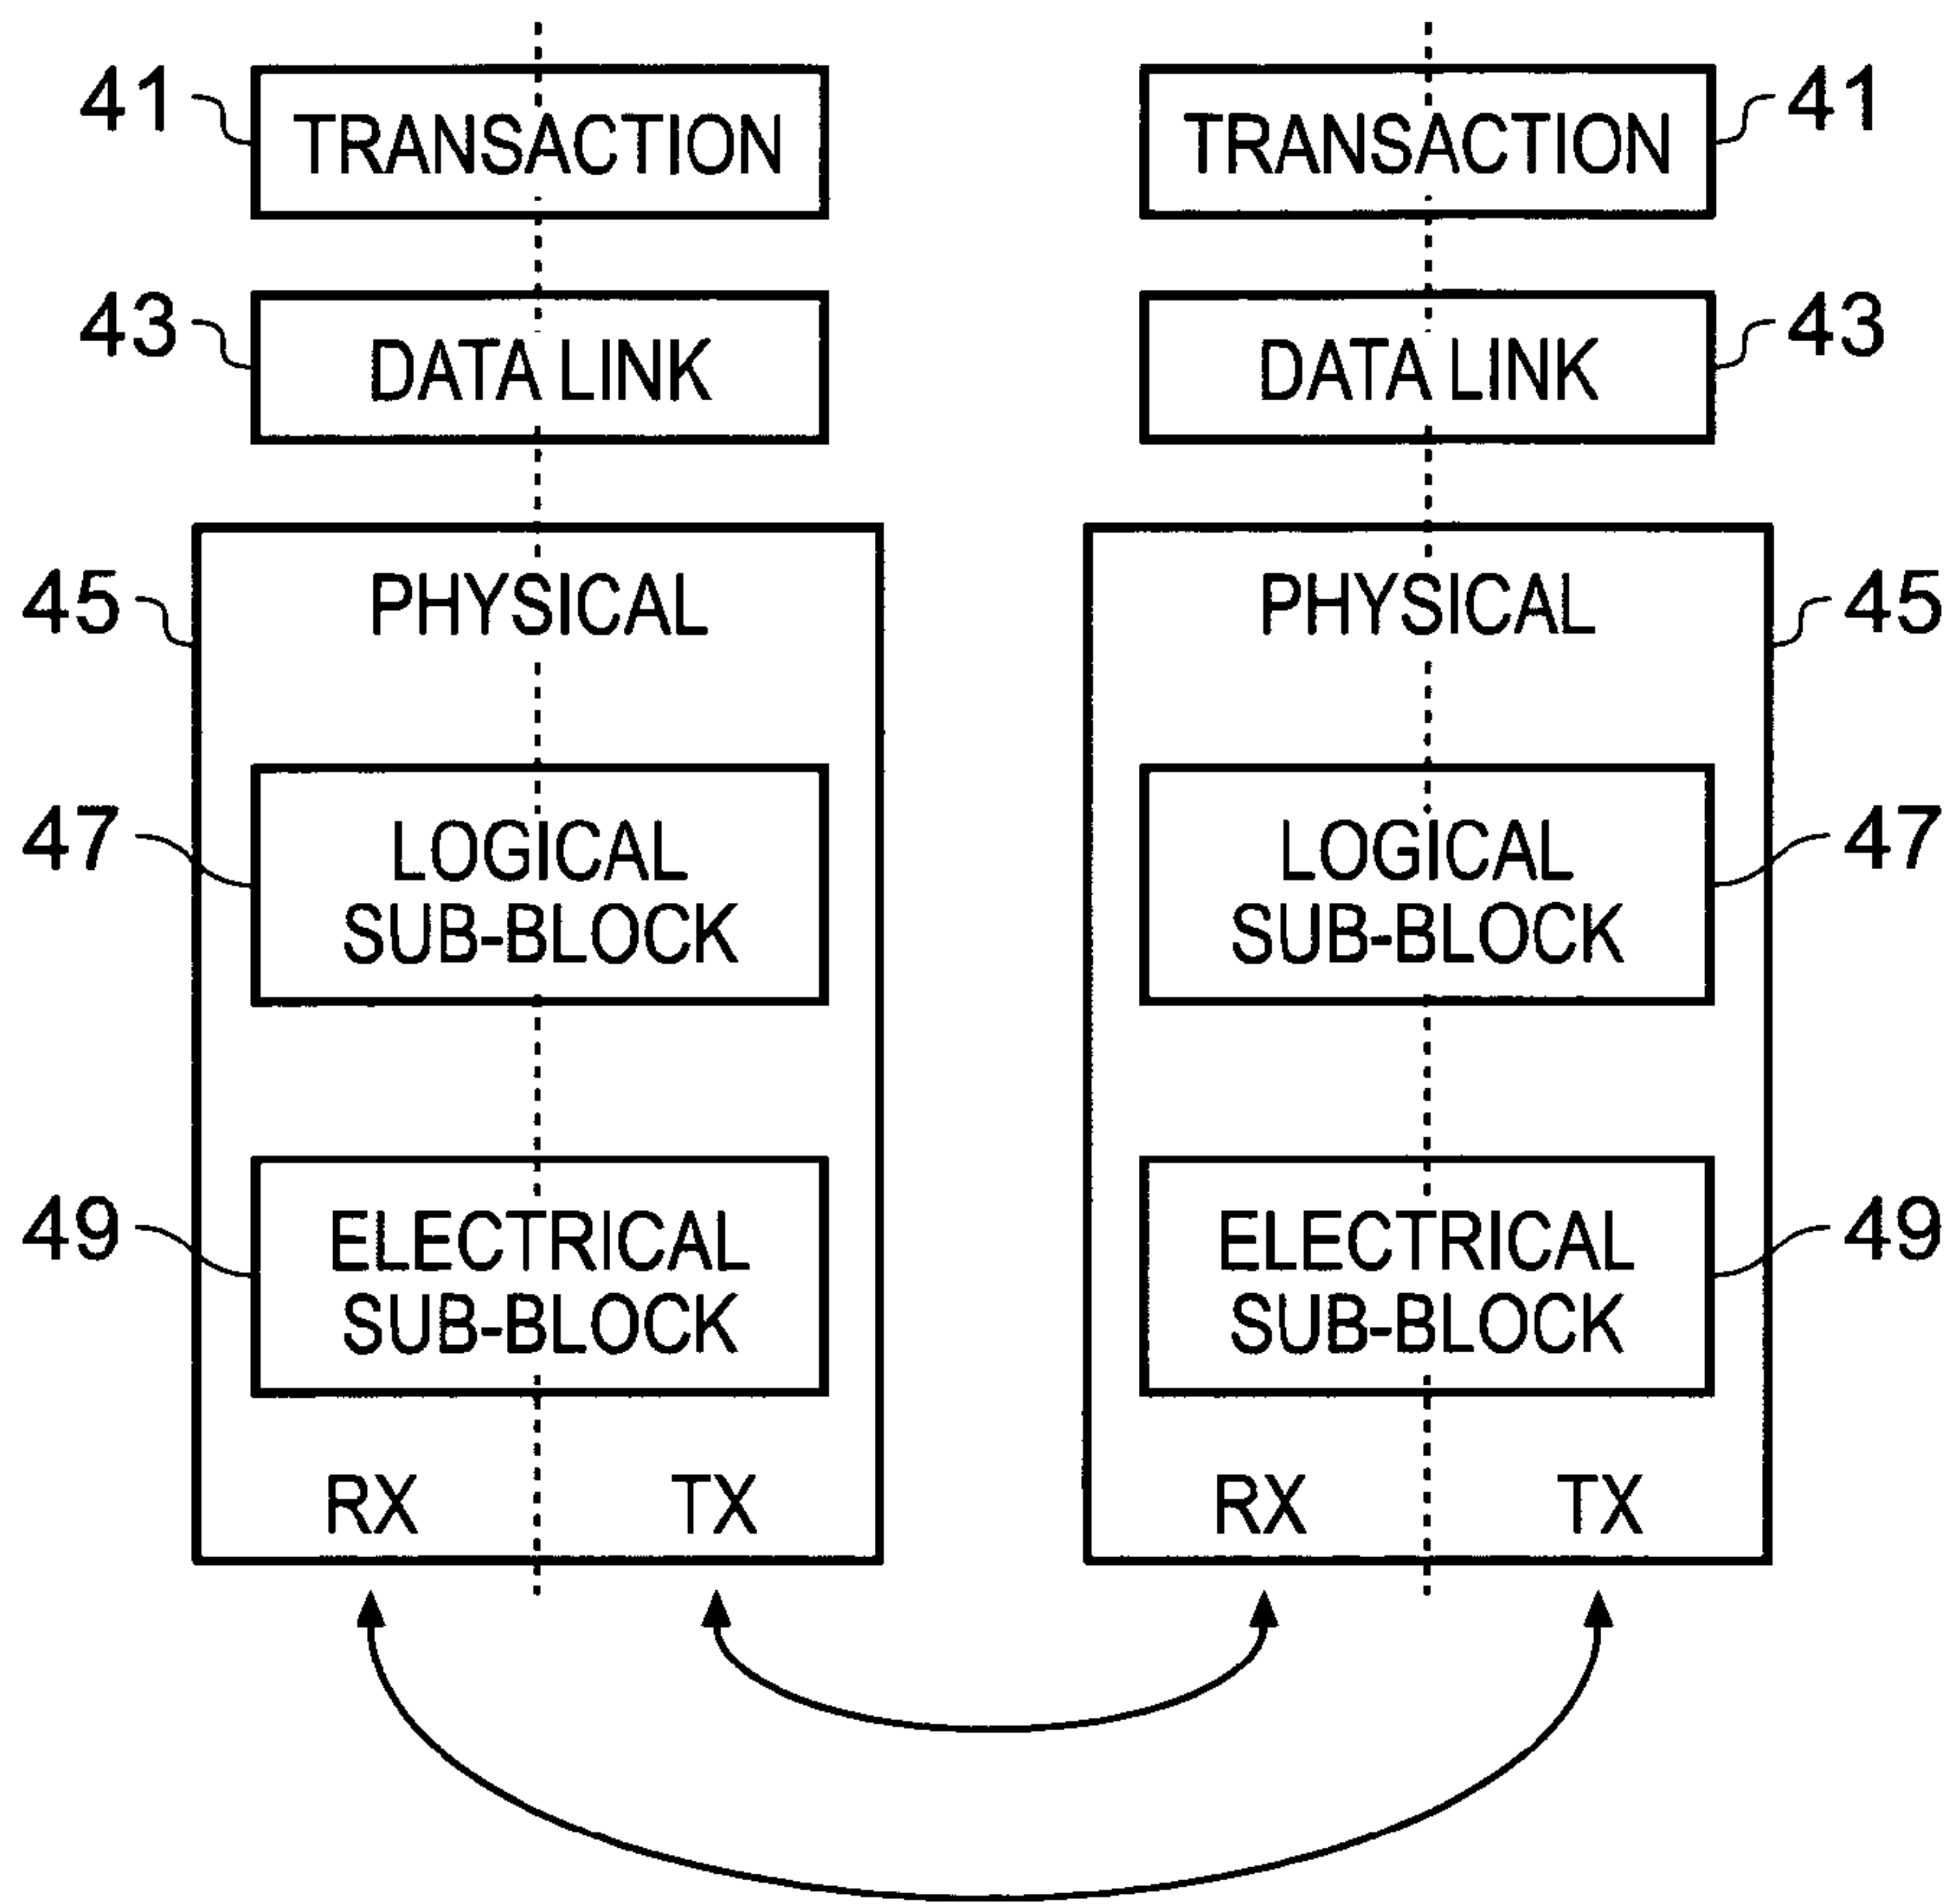 41 TRANSACTION TRANSACTION 41
43 DATA LINK DATA LINK 43
45 PHYSICAL PHYSICAL 45
47 LOGICAL SUB-BLOCK LOGICAL SUB-BLOCK 47
49 ELECTRICAL SUB-BLOCK ELECTRICAL SUB-BLOCK 49
RX TX RX TX